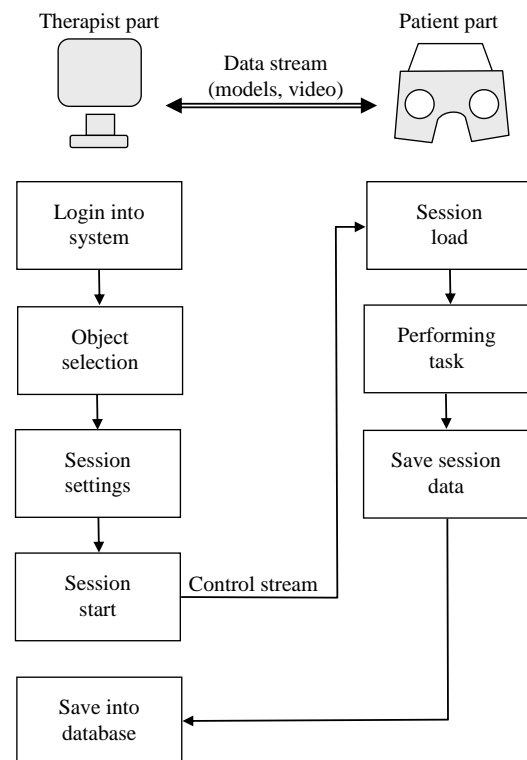 Therapist part
Patient part
Data stream
(models, video)
Login into
system
Object
selection
Session
settings
Session
start
Control stream
Session
load
Performing
task
Save session
data
Save into
database